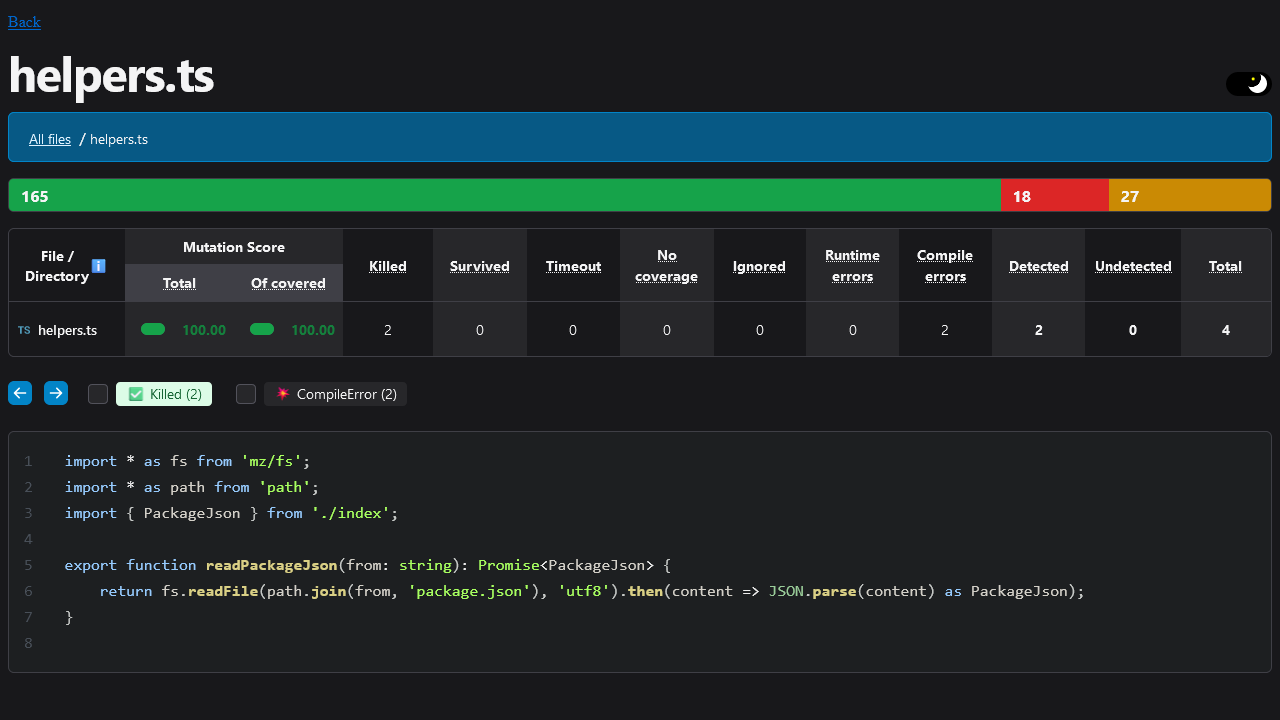 Back
helpers.ts
All files / helpers.ts
165 18 27
File / Directory ℹ Mutation Score Killed Survived Timeout No coverage Ignored Runtime errors Compile errors Detected Undetected Total
Total Of covered
TS helpers.ts 100.00 100.00 2 0 0 0 0 0 2 2 0 4
✅ Killed (2) 💥 CompileError (2)
1 import * as fs from 'mz/fs';
2 import * as path from 'path';
3 import { PackageJson } from './index';
4
5 export function readPackageJson(from: string): Promise<PackageJson> {
6     return fs.readFile(path.join(from, 'package.json'), 'utf8').then(content => JSON.parse(content) as PackageJson);
7 }
8